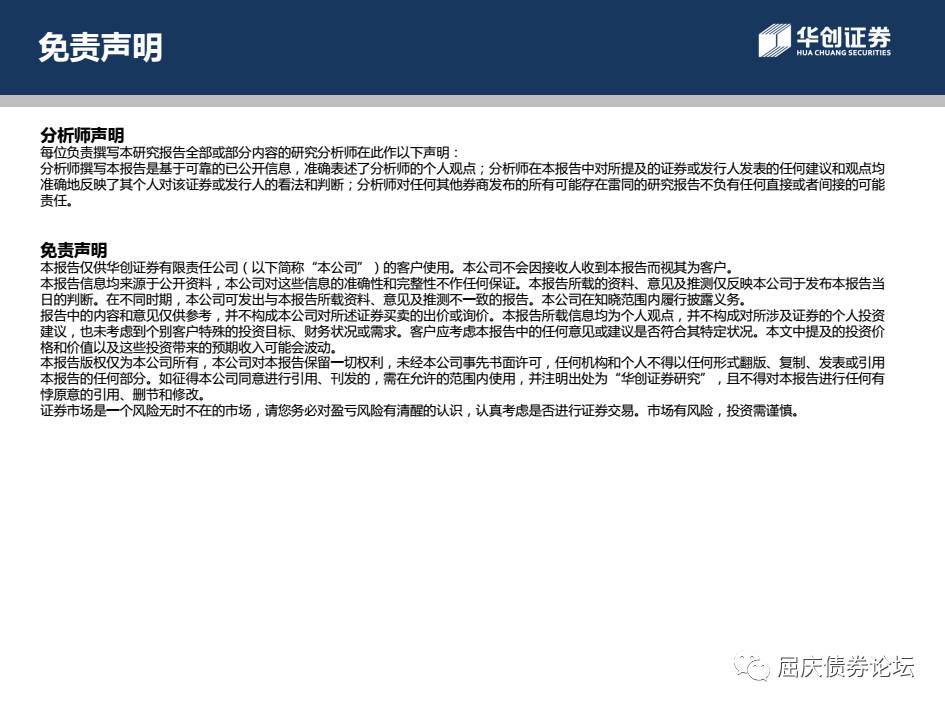 免责声明
华创证券
HUA CHUANG SECURITIES
分析师声明
每位负责撰写本研究报告全部或部分内容的研究分析师在此作以下声明：
分析师撰写本报告是基于可靠的已公开信息，准确表述了分析师的个人观点；分析师在本报告中对所提及的证券或发行人发表的任何建议和观点均
准确地反映了其个人对该证券或发行人的看法和判断；分析师对任何其他券商发布的所有可能存在雷同的研究报告不负有任何直接或者间接的可能
责任。
免责声明
本报告仅供华创证券有限责任公司（以下简称“本公司”）的客户使用。本公司不会因接收人收到本报告而视其为客户。
本报告信息均来源于公开资料，本公司对这些信息的准确性和完整性不作任何保证。本报告所载的资料、意见及推测仅反映本公司于发布本报告当
日的判断。在不同时期，本公司可发出与本报告所载资料、意见及推测不一致的报告。本公司在知晓范围内履行披露义务。
报告中的内容和意见仅供参考，并不构成本公司对所述证券买卖的出价或询价。本报告所载信息均为个人观点，并不构成对所涉及证券的个人投资
建议，也未考虑到个别客户特殊的投资目标、财务状况或需求。客户应考虑本报告中的任何意见或建议是否符合其特定状况。本文中提及的投资价
格和价值以及这些投资带来的预期收入可能会波动。
本报告版权仅为本公司所有，本公司对本报告保留一切权利，未经本公司事先书面许可，任何机构和个人不得以任何形式翻版、复制、发表或引用
本报告的任何部分。如征得本公司同意进行引用、刊发的，需在允许的范围内使用，并注明出处为“华创证券研究”，且不得对本报告进行任何有
悖原意的引用、删节和修改。
证券市场是一个风险无时不在的市场，请您务必对盈亏风险有清醒的认识，认真考虑是否进行证券交易。市场有风险，投资需谨慎。
屈庆债券论坛